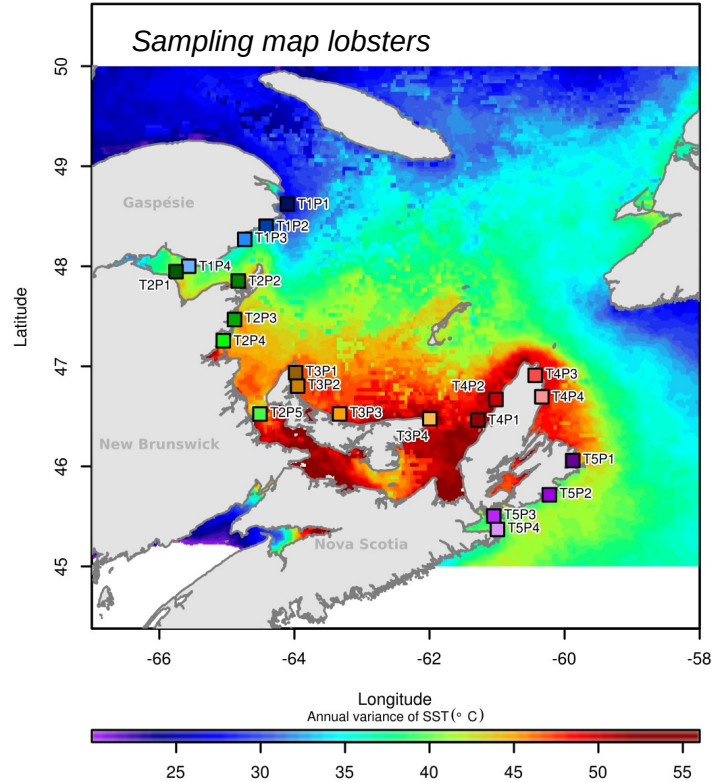 Sampling map lobsters
50
49
48
47
46
45
Latitude
Gaspésie
New Brunswick
Nova Scotia
T1P1
T1P2
T1P3
T1P4
T2P1
T2P2
T2P3
T2P4
T3P1
T3P2
T4P3
T4P2
T4P4
T2P5
T3P3
T3P4
T4P1
T5P1
T5P2
T5P3
T5P4
-66
-64
-62
-60
-58
Longitude
Annual variance of SST(° C)
25
30
35
40
45
50
55